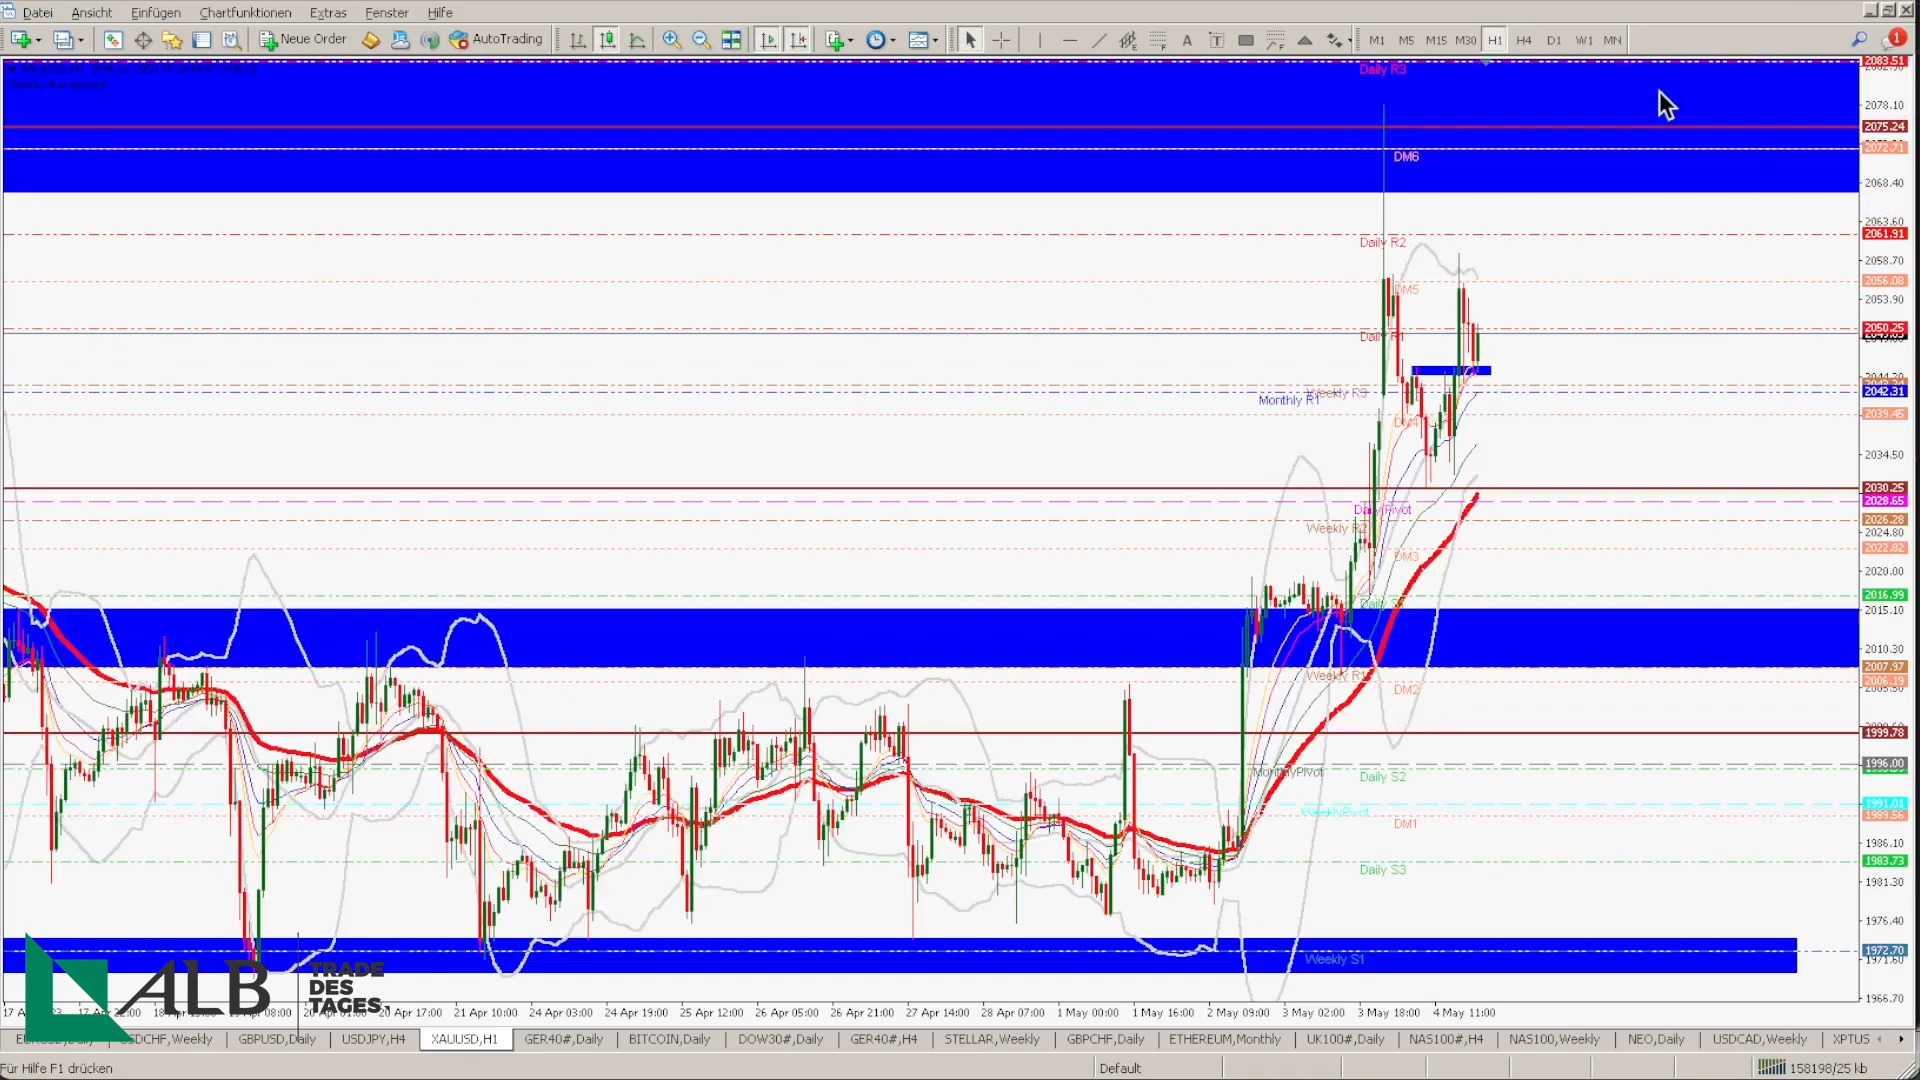 Datei Ansicht Einfügen Chartfunktionen Extras Fenster Hilfe
Neue Order AutoTrading A T M1 M5 M15 M30 H1 H4 D1 W1 MN 1
Daily R3
2083.51
2078.10
2075.24
DM6
2072.71
2068.40
2063.60
Daily R2
2061.91
2058.70
DM5
2056.08
2053.90
Daily R1
2050.25
Weekly R3
Monthly R1
2042.31
DM4
2039.45
2034.50
2030.25
Daily Pivot
2028.65
Weekly R2
2026.28
2024.80
DM3
2022.82
2020.00
2016.99
2015.10
2010.30
Weekly R1
2007.97
DM2
2006.19
1999.78
MonthlyPivot
1996.00
Daily S2
WeeklyPivot
1991.01
DM1
1989.56
1986.10
Daily S3
1983.73
1981.30
1976.40
1972.70
Weekly S1
1971.60
1966.70
ALB
TRADE
DES
TAGES.
20 Apr 17:00 21 Apr 10:00 24 Apr 03:00 24 Apr 19:00 25 Apr 12:00 26 Apr 05:00 26 Apr 21:00 27 Apr 14:00 28 Apr 07:00 1 May 00:00 1 May 16:00 2 May 09:00 3 May 02:00 3 May 18:00 4 May 11:00
GBPUSD,Daily USDJPY,H4 XAUUSD,H1 GER40#,Daily BITCOIN,Daily DOW30#,Daily GER40#,H4 STELLAR,Weekly GBPCHF,Daily ETHEREUM,Monthly UK100#,Daily NAS100#,H4 NAS100,Weekly NEO,Daily USDCAD,Weekly XPTUS
Für Hilfe F1 drücken Default 158198/25 kb